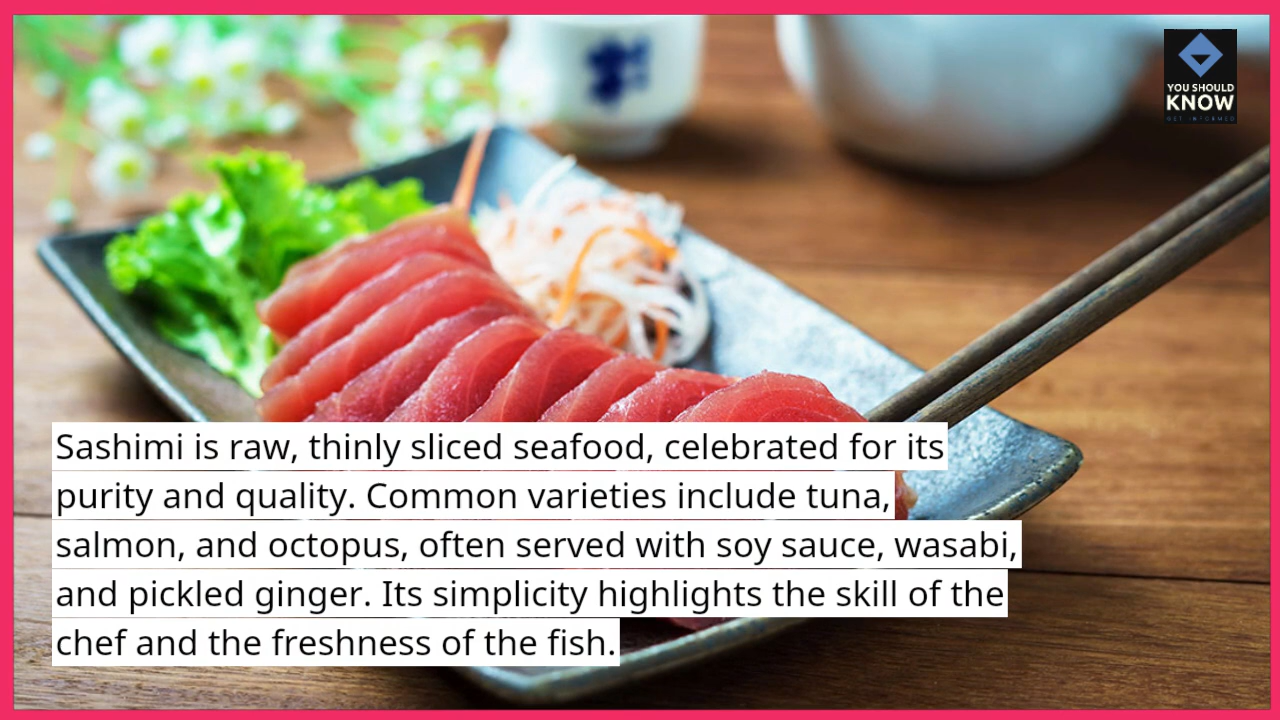 YOU SHOULD
KNOW
GET INFORMED
Sashimi is raw, thinly sliced seafood, celebrated for its
purity and quality. Common varieties include tuna,
salmon, and octopus, often served with soy sauce, wasabi,
and pickled ginger. Its simplicity highlights the skill of the
chef and the freshness of the fish.